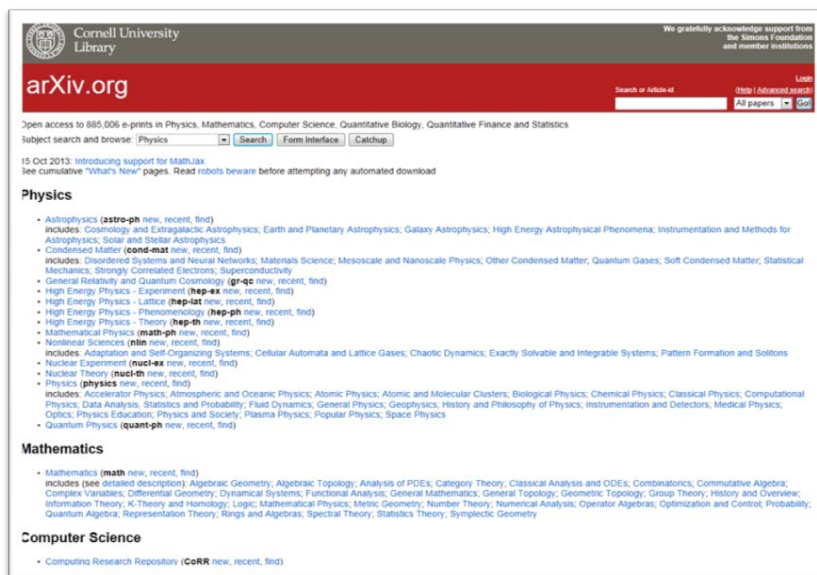 Cornell University
Library
We gratefully acknowledge support from
the Simons Foundation
and member institutions
arXiv.org
Login
Search or Article-id
(Help | Advanced search)
All papers
Go!
Open access to 885,006 e-prints in Physics, Mathematics, Computer Science, Quantitative Biology, Quantitative Finance and Statistics
Subject search and browse: Physics Search Form Interface Catchup
15 Oct 2013: Introducing support for MathJax
See cumulative "What's New" pages. Read robots beware before attempting any automated download
Physics
• Astrophysics (astro-ph new, recent, find)
includes: Cosmology and Extragalactic Astrophysics; Earth and Planetary Astrophysics; Galaxy Astrophysics; High Energy Astrophysical Phenomena; Instrumentation and Methods for
Astrophysics; Solar and Stellar Astrophysics
• Condensed Matter (cond-mat new, recent, find)
includes: Disordered Systems and Neural Networks; Materials Science; Mesoscale and Nanoscale Physics; Other Condensed Matter; Quantum Gases; Soft Condensed Matter; Statistical
Mechanics; Strongly Correlated Electrons; Superconductivity
• General Relativity and Quantum Cosmology (gr-qc new, recent, find)
• High Energy Physics - Experiment (hep-ex new, recent, find)
• High Energy Physics - Lattice (hep-lat new, recent, find)
• High Energy Physics - Phenomenology (hep-ph new, recent, find)
• High Energy Physics - Theory (hep-th new, recent, find)
• Mathematical Physics (math-ph new, recent, find)
• Nonlinear Sciences (nlin new, recent, find)
includes: Adaptation and Self-Organizing Systems; Cellular Automata and Lattice Gases; Chaotic Dynamics; Exactly Solvable and Integrable Systems; Pattern Formation and Solitons
• Nuclear Experiment (nucl-ex new, recent, find)
• Nuclear Theory (nucl-th new, recent, find)
• Physics (physics new, recent, find)
includes: Accelerator Physics; Atmospheric and Oceanic Physics; Atomic Physics; Atomic and Molecular Clusters; Biological Physics; Chemical Physics; Classical Physics; Computational
Physics; Data Analysis, Statistics and Probability; Fluid Dynamics; General Physics; Geophysics; History and Philosophy of Physics; Instrumentation and Detectors; Medical Physics;
Optics; Physics Education; Physics and Society; Plasma Physics; Popular Physics; Space Physics
• Quantum Physics (quant-ph new, recent, find)
Mathematics
• Mathematics (math new, recent, find)
includes (see detailed description): Algebraic Geometry; Algebraic Topology; Analysis of PDEs; Category Theory; Classical Analysis and ODEs; Combinatorics; Commutative Algebra;
Complex Variables; Differential Geometry; Dynamical Systems; Functional Analysis; General Mathematics; General Topology; Geometric Topology; Group Theory; History and Overview;
Information Theory; K-Theory and Homology; Logic; Mathematical Physics; Metric Geometry; Number Theory; Numerical Analysis; Operator Algebras; Optimization and Control; Probability;
Quantum Algebra; Representation Theory; Rings and Algebras; Spectral Theory; Statistics Theory; Symplectic Geometry
Computer Science
• Computing Research Repository (CoRR new, recent, find)